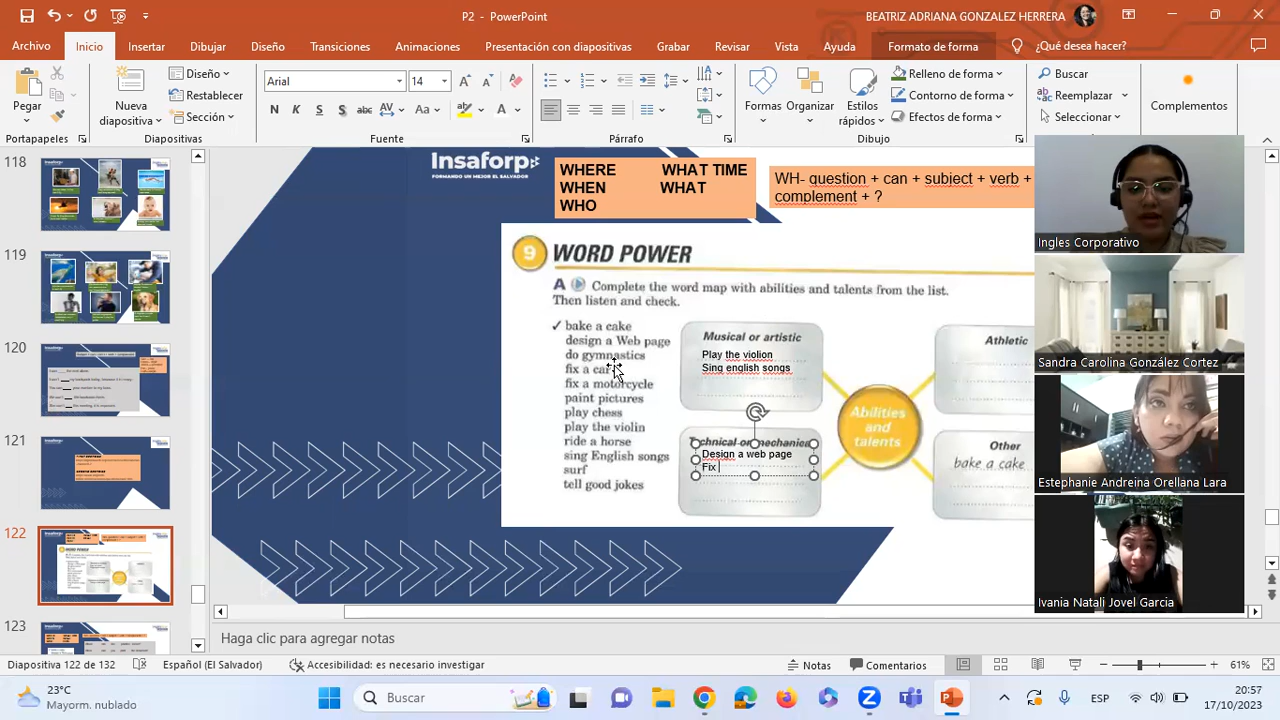 P2 - PowerPoint
BEATRIZ ADRIANA GONZALEZ HERRERA
Archivo Inicio Insertar Dibujar Diseño Transiciones Animaciones Presentación con diapositivas Grabar Revisar Vista Ayuda Formato de forma ¿Qué desea hacer?
Pegar
Portapapeles
Nueva diapositiva
Diseño
Restablecer
Sección
Diapositivas
Arial 14
N K S S abc AV Aa A
Fuente
Párrafo
Formas
Organizar
Estilos rápidos
Relleno de forma
Contorno de forma
Efectos de forma
Dibujo
Buscar
Reemplazar
Seleccionar
Complementos
118
119
120
121
122
123
Insaforp
FORMANDO UN MEJOR EL SALVADOR
WHERE WHAT TIME
WHEN WHAT
WHO
WH- question + can + subject + verb +
complement + ?
9 WORD POWER
A Complete the word map with abilities and talents from the list.
Then listen and check.
✓ bake a cake
design a Web page
do gymnastics
fix a car
fix a motorcycle
paint pictures
play chess
play the violin
ride a horse
sing English songs
surf
tell good jokes
Musical or artistic
Play the violion
Sing english songs
Technical or mechanical
Design a web page
Fix
Abilities
and
talents
Athletic
Other
bake a cake
Ingles Corporativo
Sandra Carolina González Cortez
Estephanie Andreina Orellana Lara
Ivania Natali Jovel Garcia
Haga clic para agregar notas
Diapositiva 122 de 132
Español (El Salvador)
Accesibilidad: es necesario investigar
Notas
Comentarios
61%
23°C
Mayorm. nublado
Buscar
ESP
20:57
17/10/2023